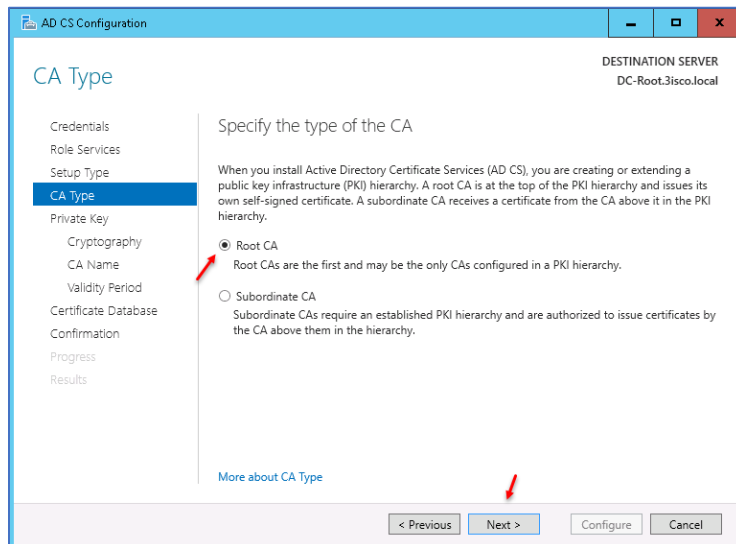 AD CS Configuration
DESTINATION SERVER
DC-Root.3isco.local
CA Type
Credentials
Role Services
Setup Type
CA Type
Private Key
Cryptography
CA Name
Validity Period
Certificate Database
Confirmation
Progress
Results
Specify the type of the CA
When you install Active Directory Certificate Services (AD CS), you are creating or extending a
public key infrastructure (PKI) hierarchy. A root CA is at the top of the PKI hierarchy and issues its
own self-signed certificate. A subordinate CA receives a certificate from the CA above it in the PKI
hierarchy.
Root CA
Root CAs are the first and may be the only CAs configured in a PKI hierarchy.
Subordinate CA
Subordinate CAs require an established PKI hierarchy and are authorized to issue certificates by
the CA above them in the hierarchy.
More about CA Type
< Previous
Next >
Configure
Cancel